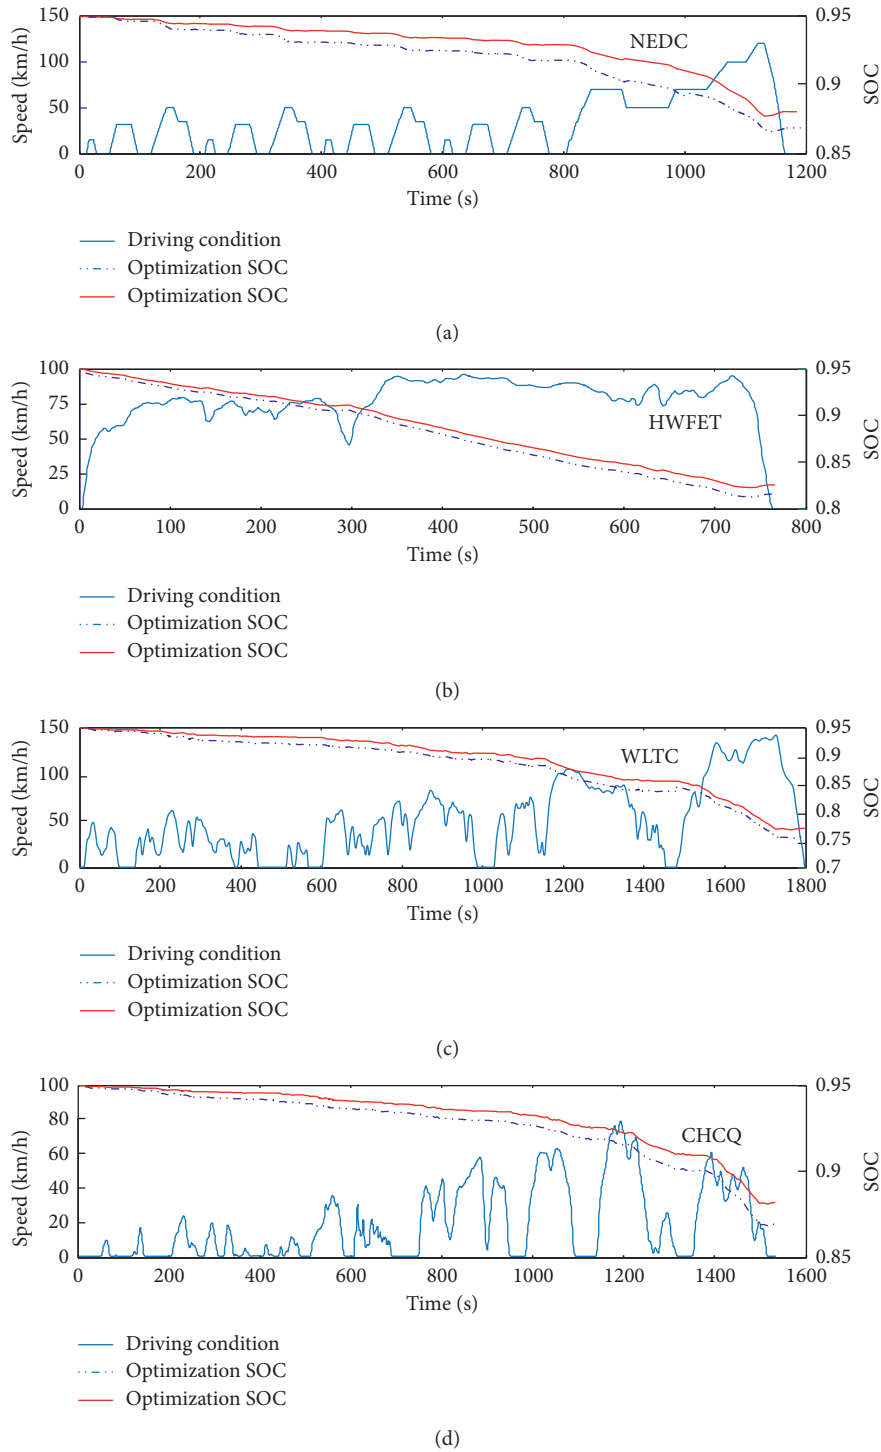 150
100
50
0
Speed (km/h)
NEDC
0.95
0.9
0.85
SOC
0 200 400 600 800 1000 1200
Time (s)
Driving condition
Optimization SOC
Optimization SOC
(a)
100
75
50
25
0
Speed (km/h)
HWFET
0.95
0.9
0.85
0.8
SOC
0 100 200 300 400 500 600 700 800
Time (s)
Driving condition
Optimization SOC
Optimization SOC
(b)
150
100
50
0
Speed (km/h)
WLTC
0.95
0.9
0.85
0.8
0.75
0.7
SOC
0 200 400 600 800 1000 1200 1400 1600 1800
Time (s)
Driving condition
Optimization SOC
Optimization SOC
(c)
100
80
60
40
20
0
Speed (km/h)
CHCQ
0.95
0.9
0.85
SOC
0 200 400 600 800 1000 1200 1400 1600
Time (s)
Driving condition
Optimization SOC
Optimization SOC
(d)